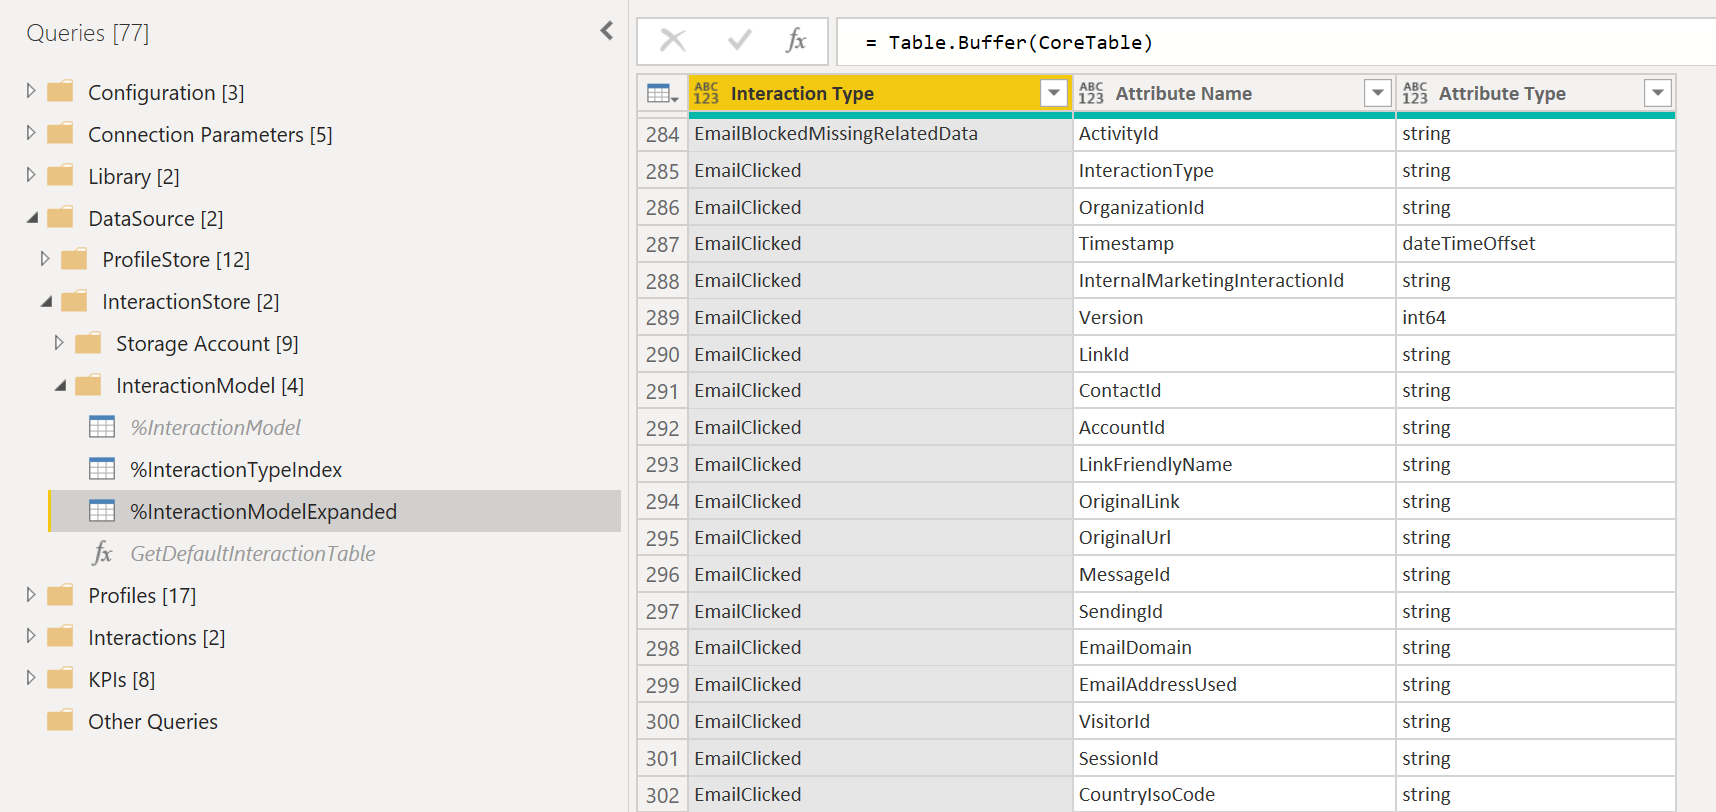 Queries [77]
Configuration [3]
Connection Parameters [5]
Library [2]
DataSource [2]
ProfileStore [12]
InteractionStore [2]
Storage Account [9]
InteractionModel [4]
%InteractionModel
%InteractionTypeIndex
%InteractionModelExpanded
fx GetDefaultInteractionTable
Profiles [17]
Interactions [2]
KPIs [8]
Other Queries
fx = Table.Buffer(CoreTable)
ABC 123 Interaction Type ABC 123 Attribute Name ABC 123 Attribute Type
284 EmailBlockedMissingRelatedData ActivityId string
285 EmailClicked InteractionType string
286 EmailClicked OrganizationId string
287 EmailClicked Timestamp dateTimeOffset
288 EmailClicked InternalMarketingInteractionId string
289 EmailClicked Version int64
290 EmailClicked LinkId string
291 EmailClicked ContactId string
292 EmailClicked AccountId string
293 EmailClicked LinkFriendlyName string
294 EmailClicked OriginalLink string
295 EmailClicked OriginalUrl string
296 EmailClicked MessageId string
297 EmailClicked SendingId string
298 EmailClicked EmailDomain string
299 EmailClicked EmailAddressUsed string
300 EmailClicked VisitorId string
301 EmailClicked SessionId string
302 EmailClicked CountryIsoCode string